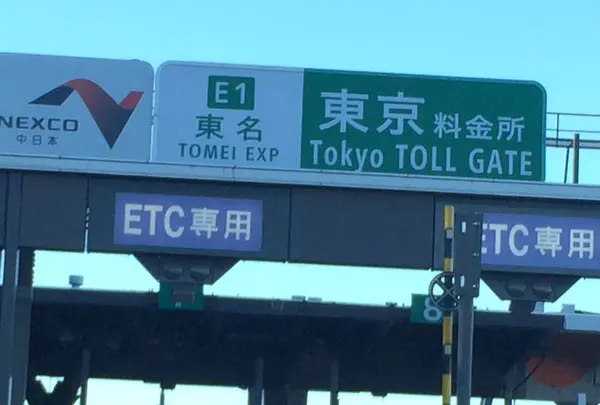 NEXCO
中日本
E1
東名
TOMEI EXP
東京料金所
Tokyo TOLL GATE
ETC専用
ETC専用
8